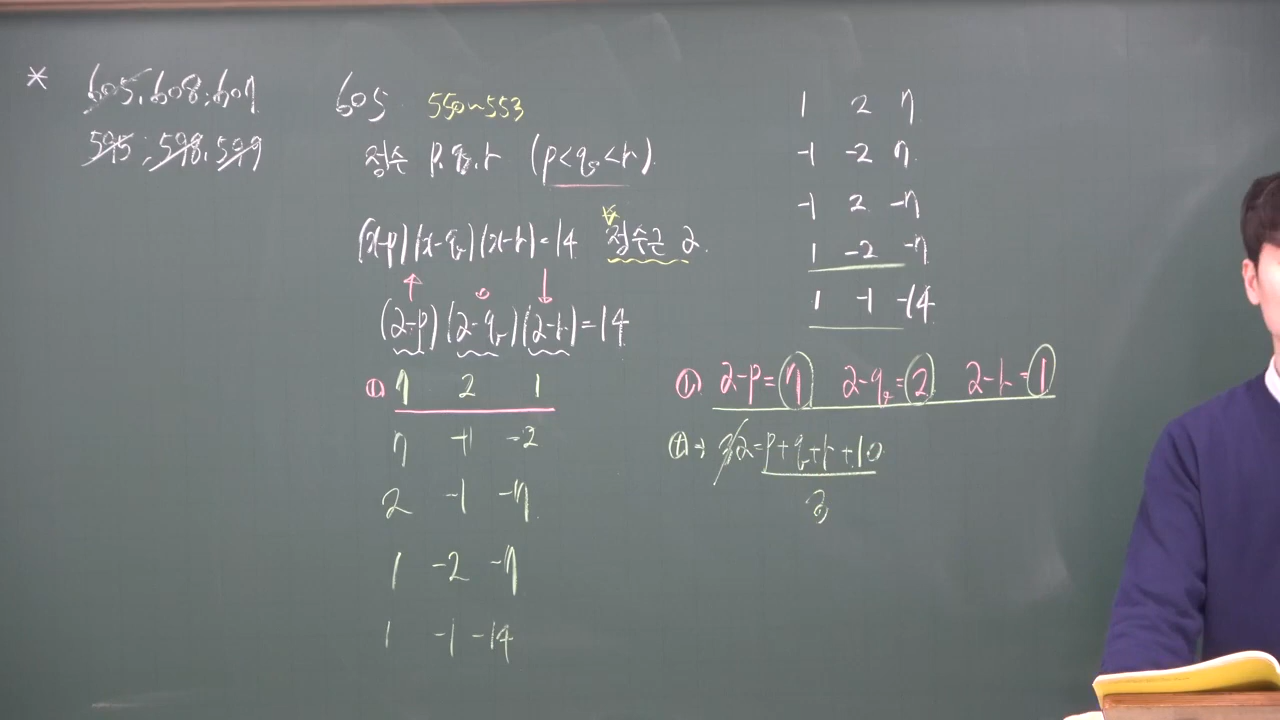 * 605, 608, 607
595, 598, 599
605 550~553
정수 p, q, r (p<q<r)
(x-p)(x-q)(x-r)=14 정수근 2.
(2-p)(2-q)(2-r)=14
① 7 2 1
7 -1 -2
2 -1 -7
1 -2 -7
1 -1 -14
1 2 7
-1 -2 7
-1 2 -7
1 -2 -7
1 -1 -14
① 2-p=7 2-q=2 2-r=1
⊕→ 3α=p+q+r+10
3